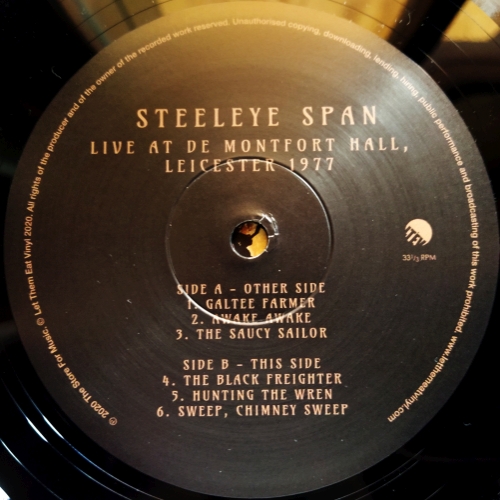 STEELEYE SPAN
LIVE AT DE MONTFORT HALL,
LEICESTER 1977
LTEV
33⅓ RPM
SIDE A – OTHER SIDE
1. GALTEE FARMER
2. AWAKE AWAKE
3. THE SAUCY SAILOR
SIDE B – THIS SIDE
4. THE BLACK FREIGHTER
5. HUNTING THE WREN
6. SWEEP, CHIMNEY SWEEP
© 2020 The Store For Music. © Let Them Eat Vinyl 2020. All rights of the producer and of the owner of the recorded work reserved. Unauthorised copying, downloading, lending, hiring, public performance and broadcasting of this work prohibited. www.lethemeatvinyl.com